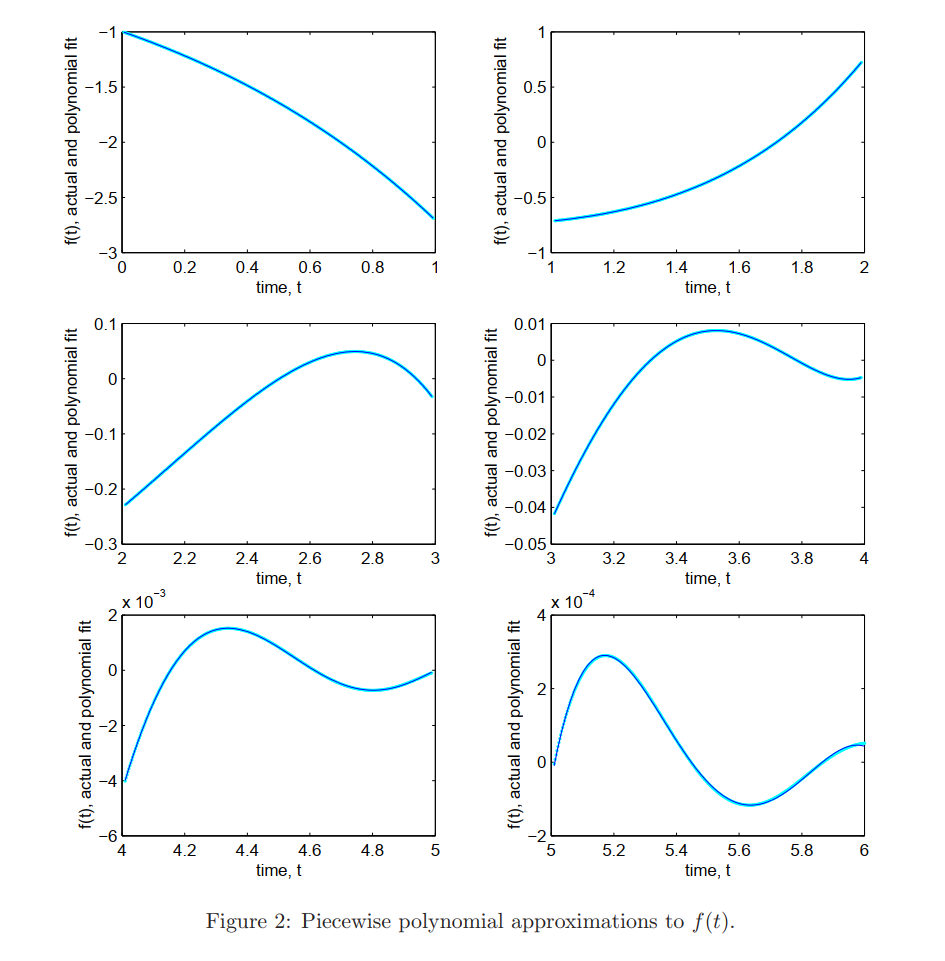 −1
−1.5
−2
−2.5
−3
0 0.2 0.4 0.6 0.8 1
time, t
f(t), actual and polynomial fit
1
0.5
0
−0.5
−1
1 1.2 1.4 1.6 1.8 2
time, t
f(t), actual and polynomial fit
0.1
0
−0.1
−0.2
−0.3
2 2.2 2.4 2.6 2.8 3
time, t
f(t), actual and polynomial fit
0.01
0
−0.01
−0.02
−0.03
−0.04
−0.05
3 3.2 3.4 3.6 3.8 4
time, t
f(t), actual and polynomial fit
x 10⁻³
2
0
−2
−4
−6
4 4.2 4.4 4.6 4.8 5
time, t
f(t), actual and polynomial fit
x 10⁻⁴
4
2
0
−2
5 5.2 5.4 5.6 5.8 6
time, t
f(t), actual and polynomial fit
Figure 2: Piecewise polynomial approximations to f(t).